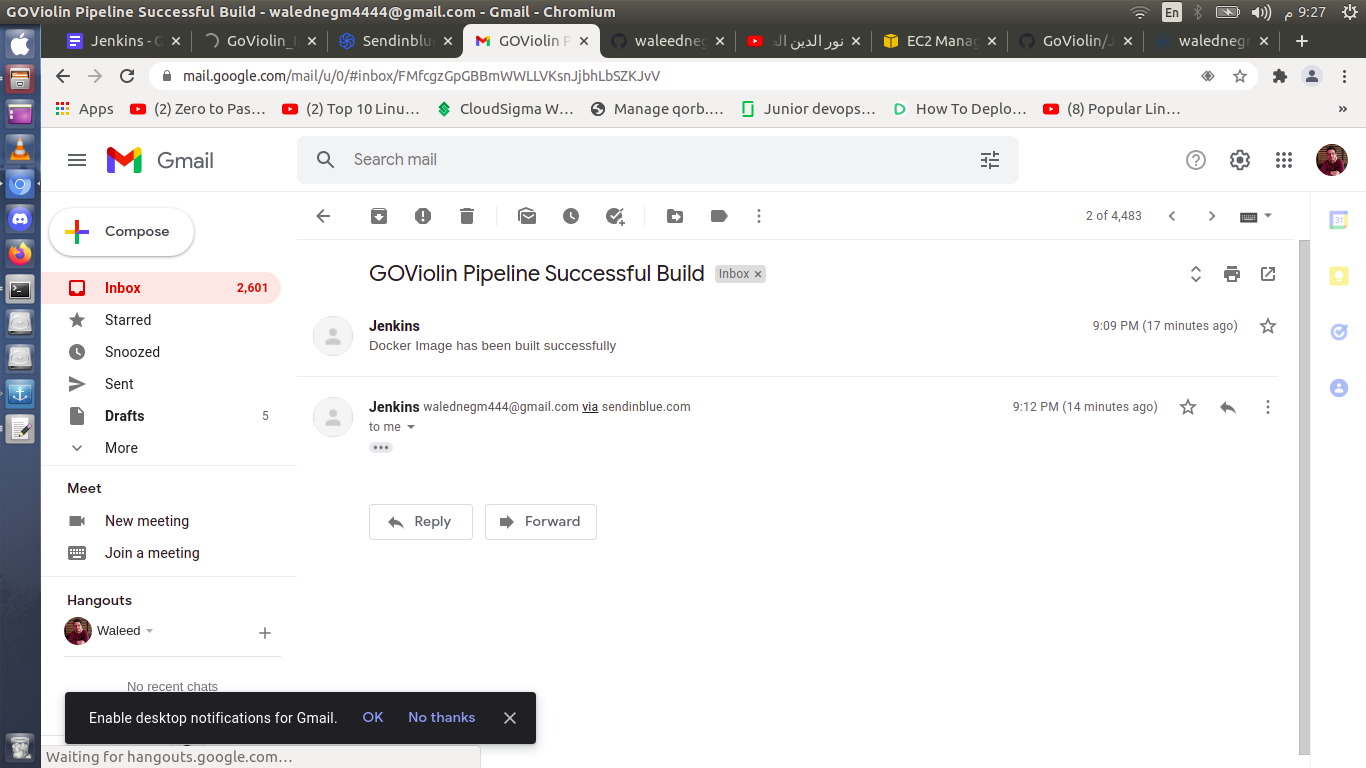 GOViolin Pipeline Successful Build - walednegm4444@gmail.com - Gmail - Chromium
En
9:27 م
Jenkins - G
GoViolin_
Sendinblue
GOViolin P
waleedneg
نور الدين الد
EC2 Manag
GoViolin/J
walednegr
mail.google.com/mail/u/0/#inbox/FMfcgzGpGBBmWWLLVKsnJjbhLbSZKJvV
Apps
(2) Zero to Pas…
(2) Top 10 Linu…
CloudSigma W…
Manage qorb.…
Junior devops…
How To Deplo…
(8) Popular Lin…
»
Gmail
Search mail
Compose
2 of 4,483
Inbox 2,601
Starred
Snoozed
Sent
Drafts 5
More
Meet
New meeting
Join a meeting
Hangouts
Waleed
No recent chats
GOViolin Pipeline Successful Build
Inbox ×
Jenkins
9:09 PM (17 minutes ago)
Docker Image has been built successfully
Jenkins walednegm444@gmail.com via sendinblue.com
9:12 PM (14 minutes ago)
to me
Reply
Forward
31
Enable desktop notifications for Gmail.
OK
No thanks
Waiting for hangouts.google.com…